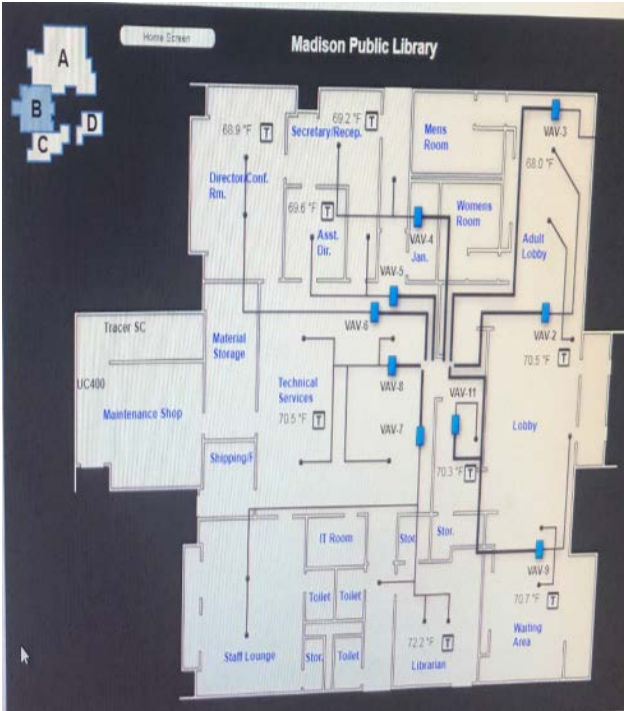 Home Screen
Madison Public Library
A
B
C
D
68.9 °F
T
69.2 °F
T
Secretary/Recep.
Mens
Room
VAV-3
68.0 °F
Director/Conf.
Rm.
69.6 °F
T
Asst.
Dir.
Womens
Room
VAV-4
Jan.
Adult
Lobby
VAV-5
VAV-6
VAV-2
70.5 °F
T
Tracer SC
UC400
Maintenance Shop
Material
Storage
Technical
Services
70.5 °F
T
VAV-8
VAV-7
VAV-11
70.3 °F
T
Lobby
Shipping/
IT Room
Stor.
Stor.
VAV-9
70.7 °F
T
Waiting
Area
Toilet
Toilet
Staff Lounge
Stor.
Toilet
72.2 °F
T
Librarian